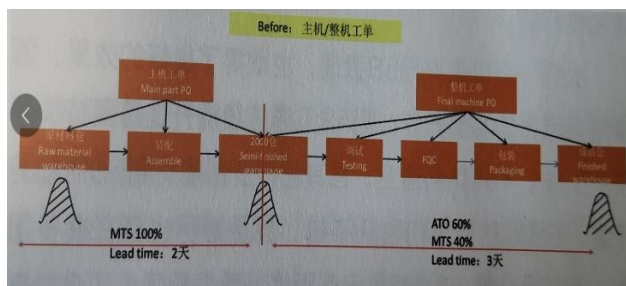 Before: 主机/整机工单
主机工单
Main part PO
整机工单
Final machine PO
原材料仓
Raw material
warehouse
装配
Assemble
2000仓
Semi-finished
warehouse
调试
Testing
FQC
包装
Packaging
Finished
warehouse
MTS 100%
Lead time: 2天
ATO 60%
MTS 40%
Lead time: 3天